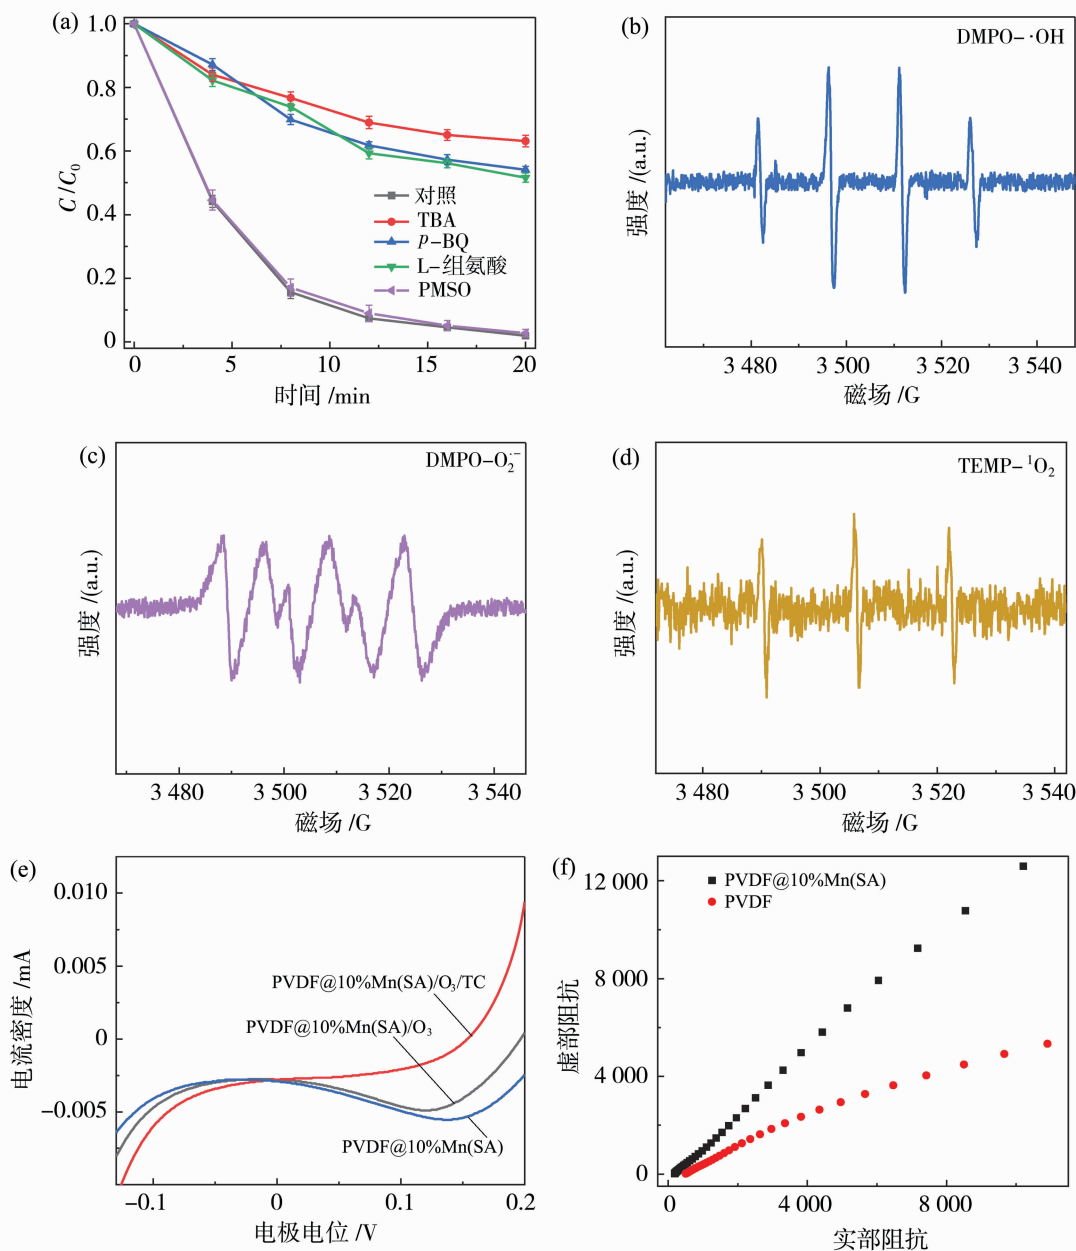 (a)
1.0
0.8
0.6
0.4
0.2
0
C/C₀
对照
TBA
p-BQ
L-组氨酸
PMSO
0 5 10 15 20
时间 /min
(b)
DMPO-·OH
强度 /(a.u.)
3 480 3 500 3 520 3 540
磁场 /G
(c)
DMPO-O₂·⁻
强度 /(a.u.)
3 480 3 500 3 520 3 540
磁场 /G
(d)
TEMP-¹O₂
强度 /(a.u.)
3 480 3 500 3 520 3 540
磁场 /G
(e)
0.010
0.005
0
-0.005
电流密度 /mA
PVDF@10%Mn(SA)/O₃/TC
PVDF@10%Mn(SA)/O₃
PVDF@10%Mn(SA)
-0.1 0 0.1 0.2
电极电位 /V
(f)
12 000
8 000
4 000
0
虚部阻抗
PVDF@10%Mn(SA)
PVDF
0 4 000 8 000
实部阻抗